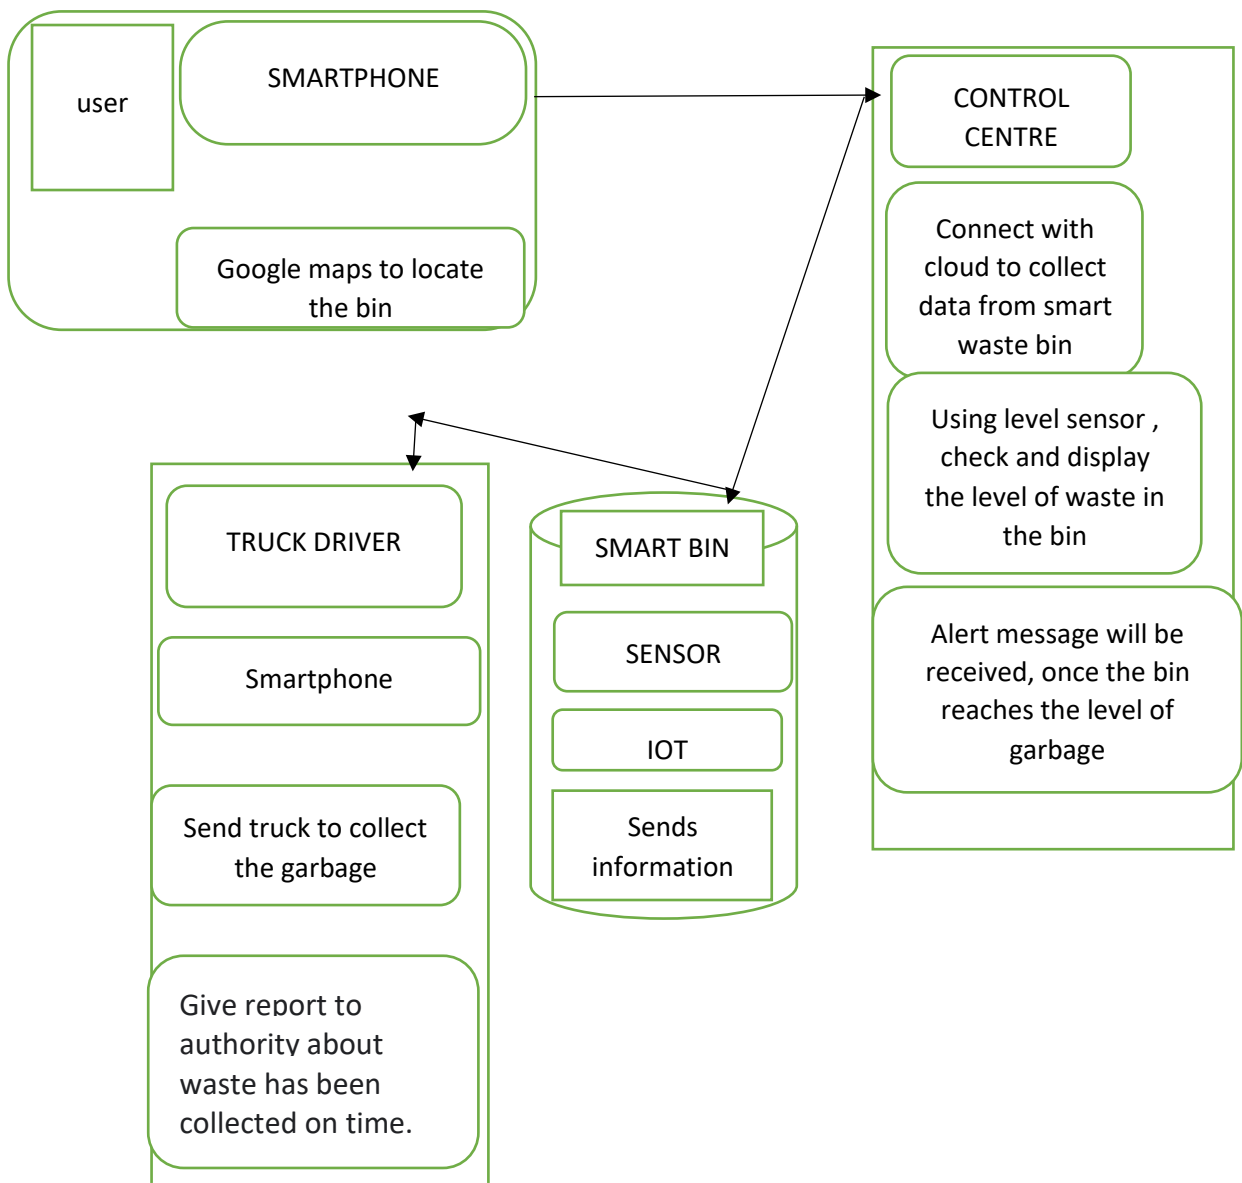 user
SMARTPHONE
Google maps to locate
the bin
CONTROL
CENTRE
Connect with
cloud to collect
data from smart
waste bin
Using level sensor ,
check and display
the level of waste in
the bin
Alert message will be
received, once the bin
reaches the level of
garbage
TRUCK DRIVER
Smartphone
Send truck to collect
the garbage
Give report to
authority about
waste has been
collected on time.
SMART BIN
SENSOR
IOT
Sends
information